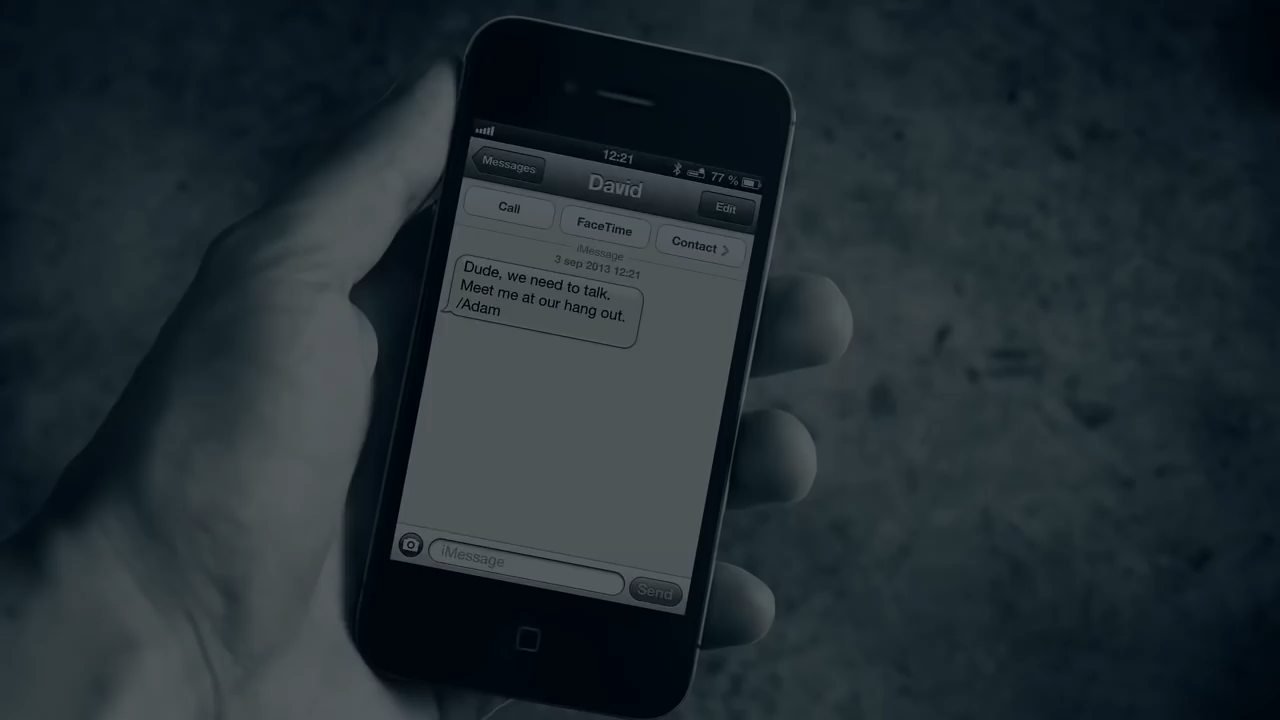 12:21
77 %
Messages
David
Edit
Call
FaceTime
Contact
iMessage
3 sep 2013 12:21
Dude, we need to talk.
Meet me at our hang out.
/Adam
iMessage
Send